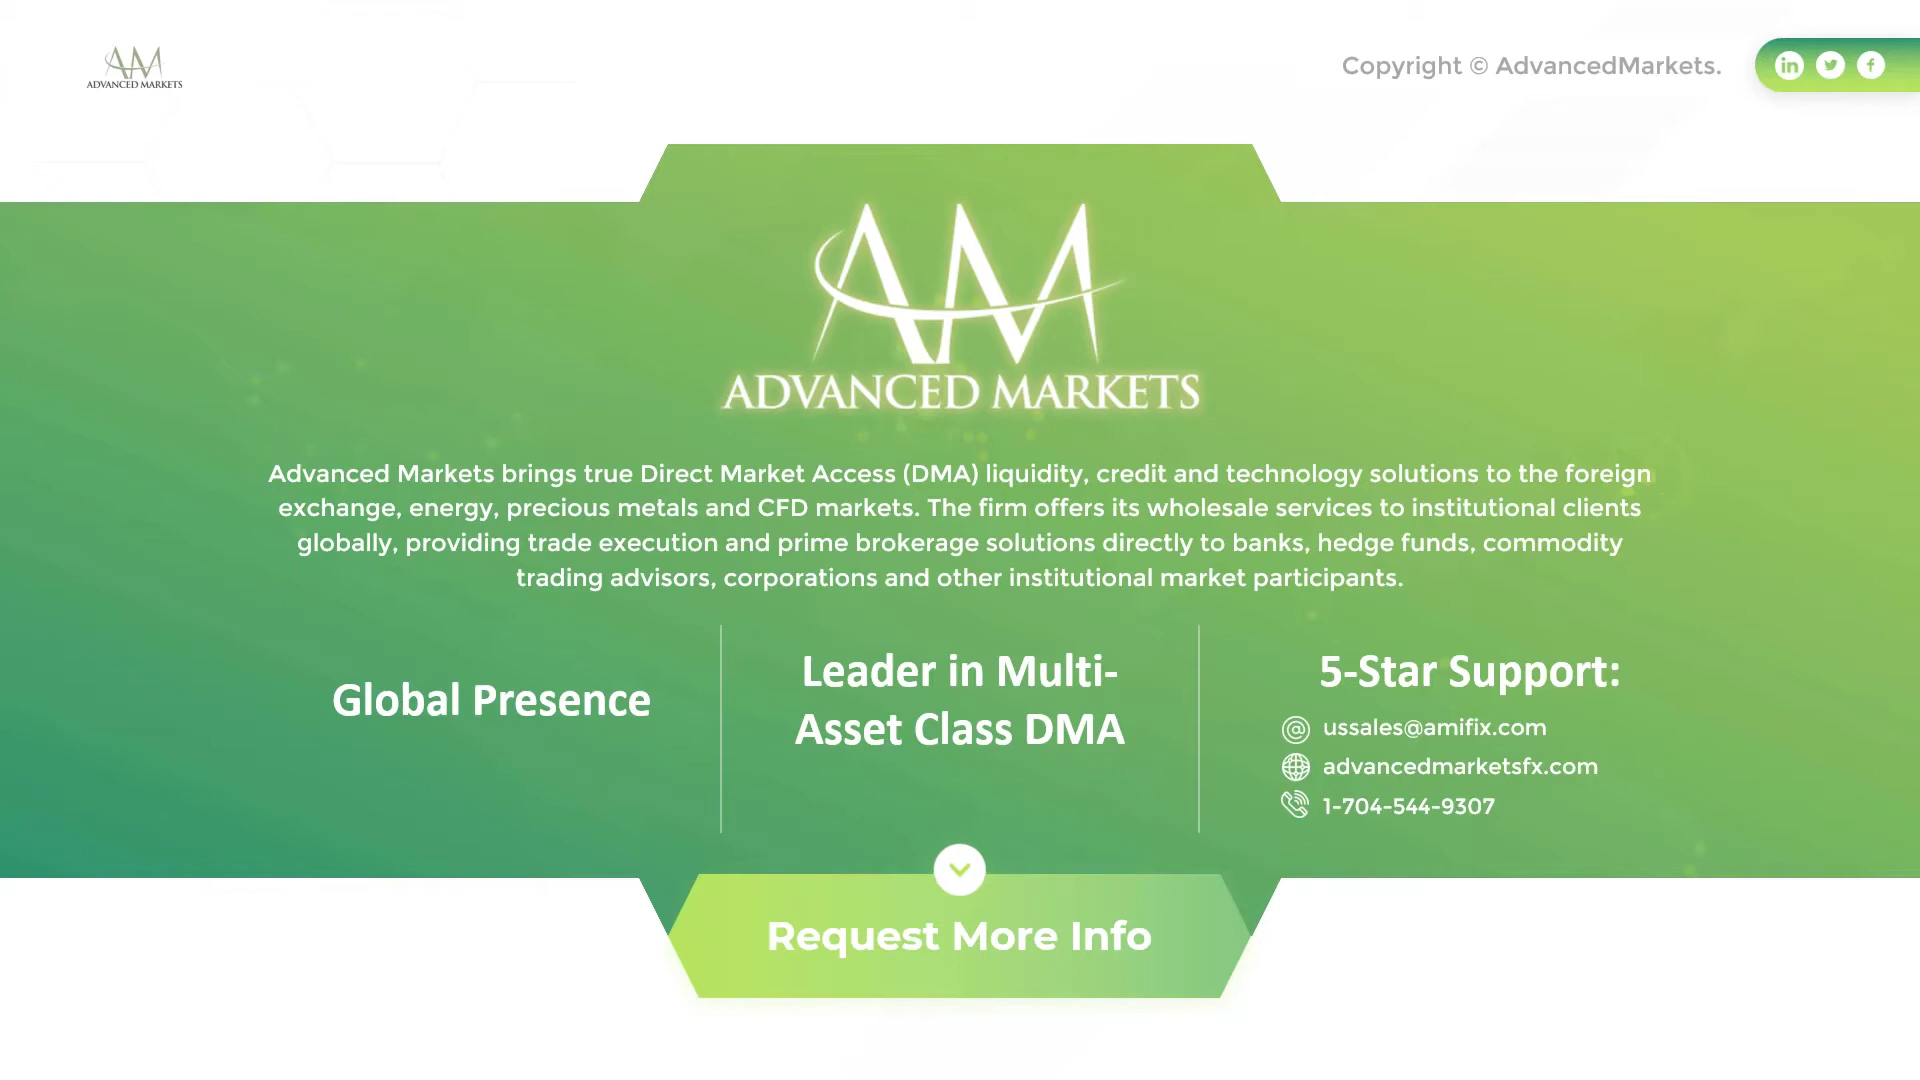 AM
ADVANCED MARKETS
Copyright © AdvancedMarkets.
in
f
AM
ADVANCED MARKETS
Advanced Markets brings true Direct Market Access (DMA) liquidity, credit and technology solutions to the foreign
exchange, energy, precious metals and CFD markets. The firm offers its wholesale services to institutional clients
globally, providing trade execution and prime brokerage solutions directly to banks, hedge funds, commodity
trading advisors, corporations and other institutional market participants.
Global Presence
Leader in Multi-
Asset Class DMA
5-Star Support:
@ ussales@amifix.com
advancedmarketsfx.com
1-704-544-9307
Request More Info